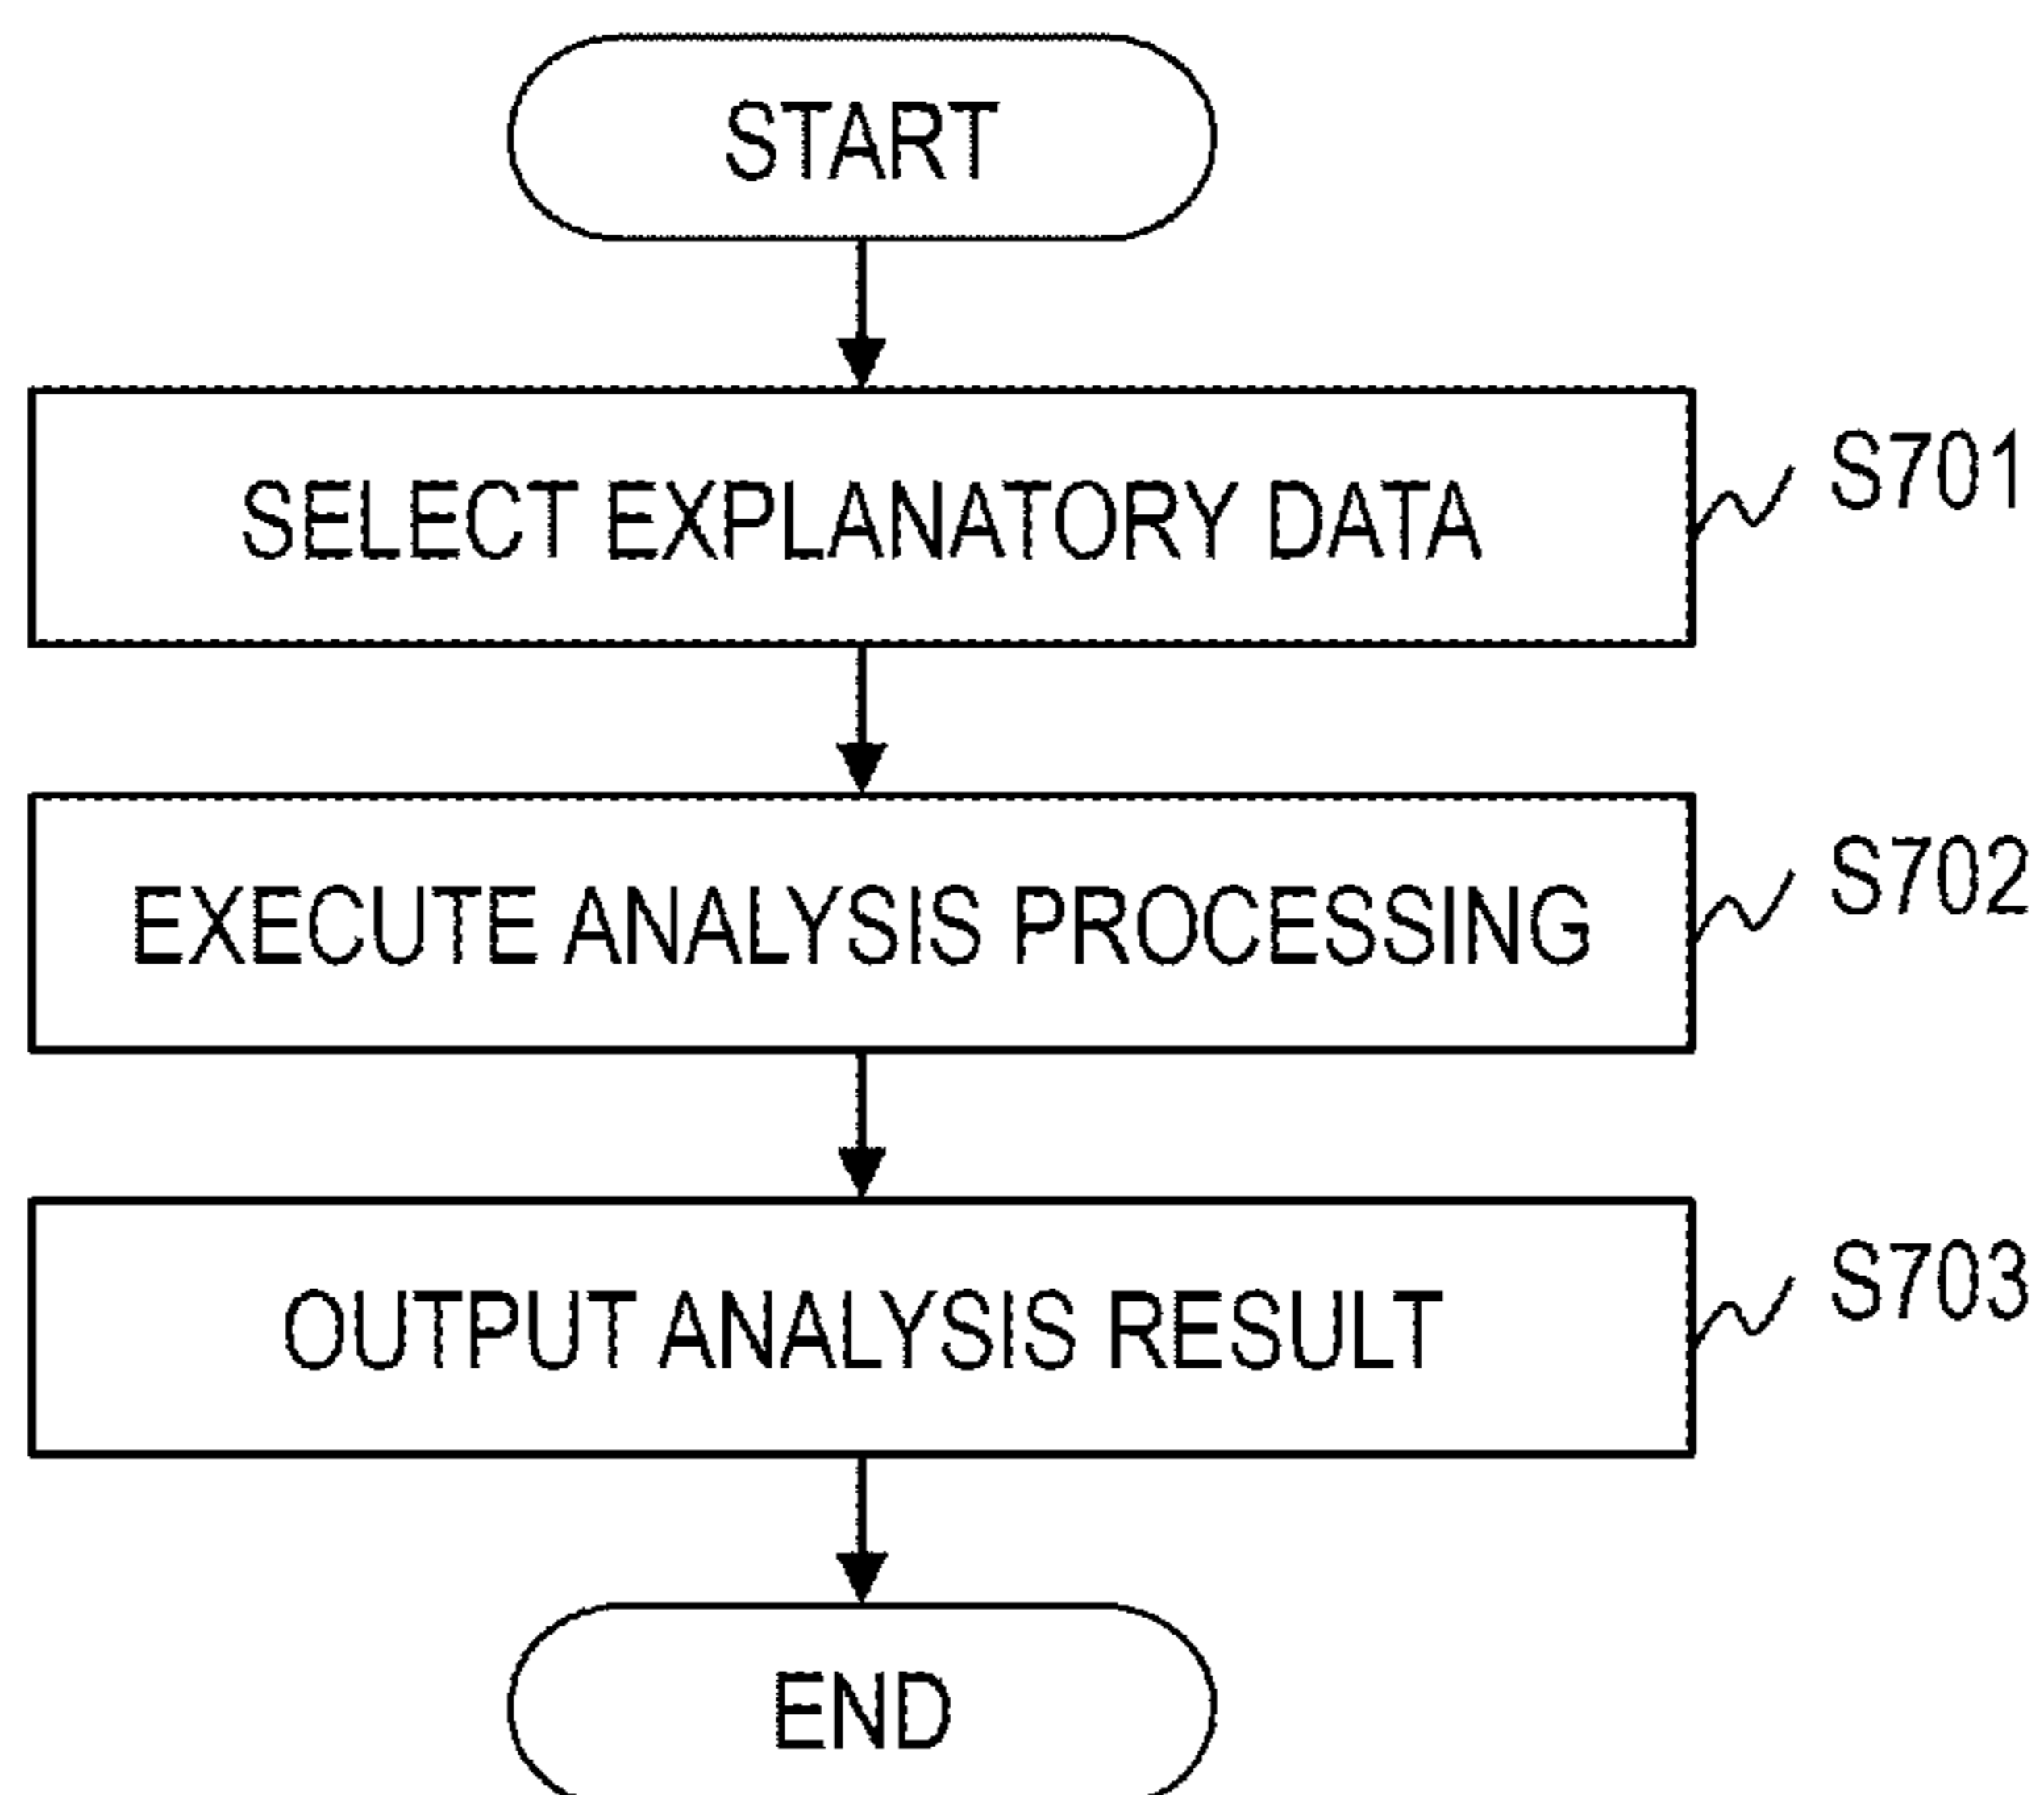 START
SELECT EXPLANATORY DATA
S701
EXECUTE ANALYSIS PROCESSING
S702
OUTPUT ANALYSIS RESULT
S703
END